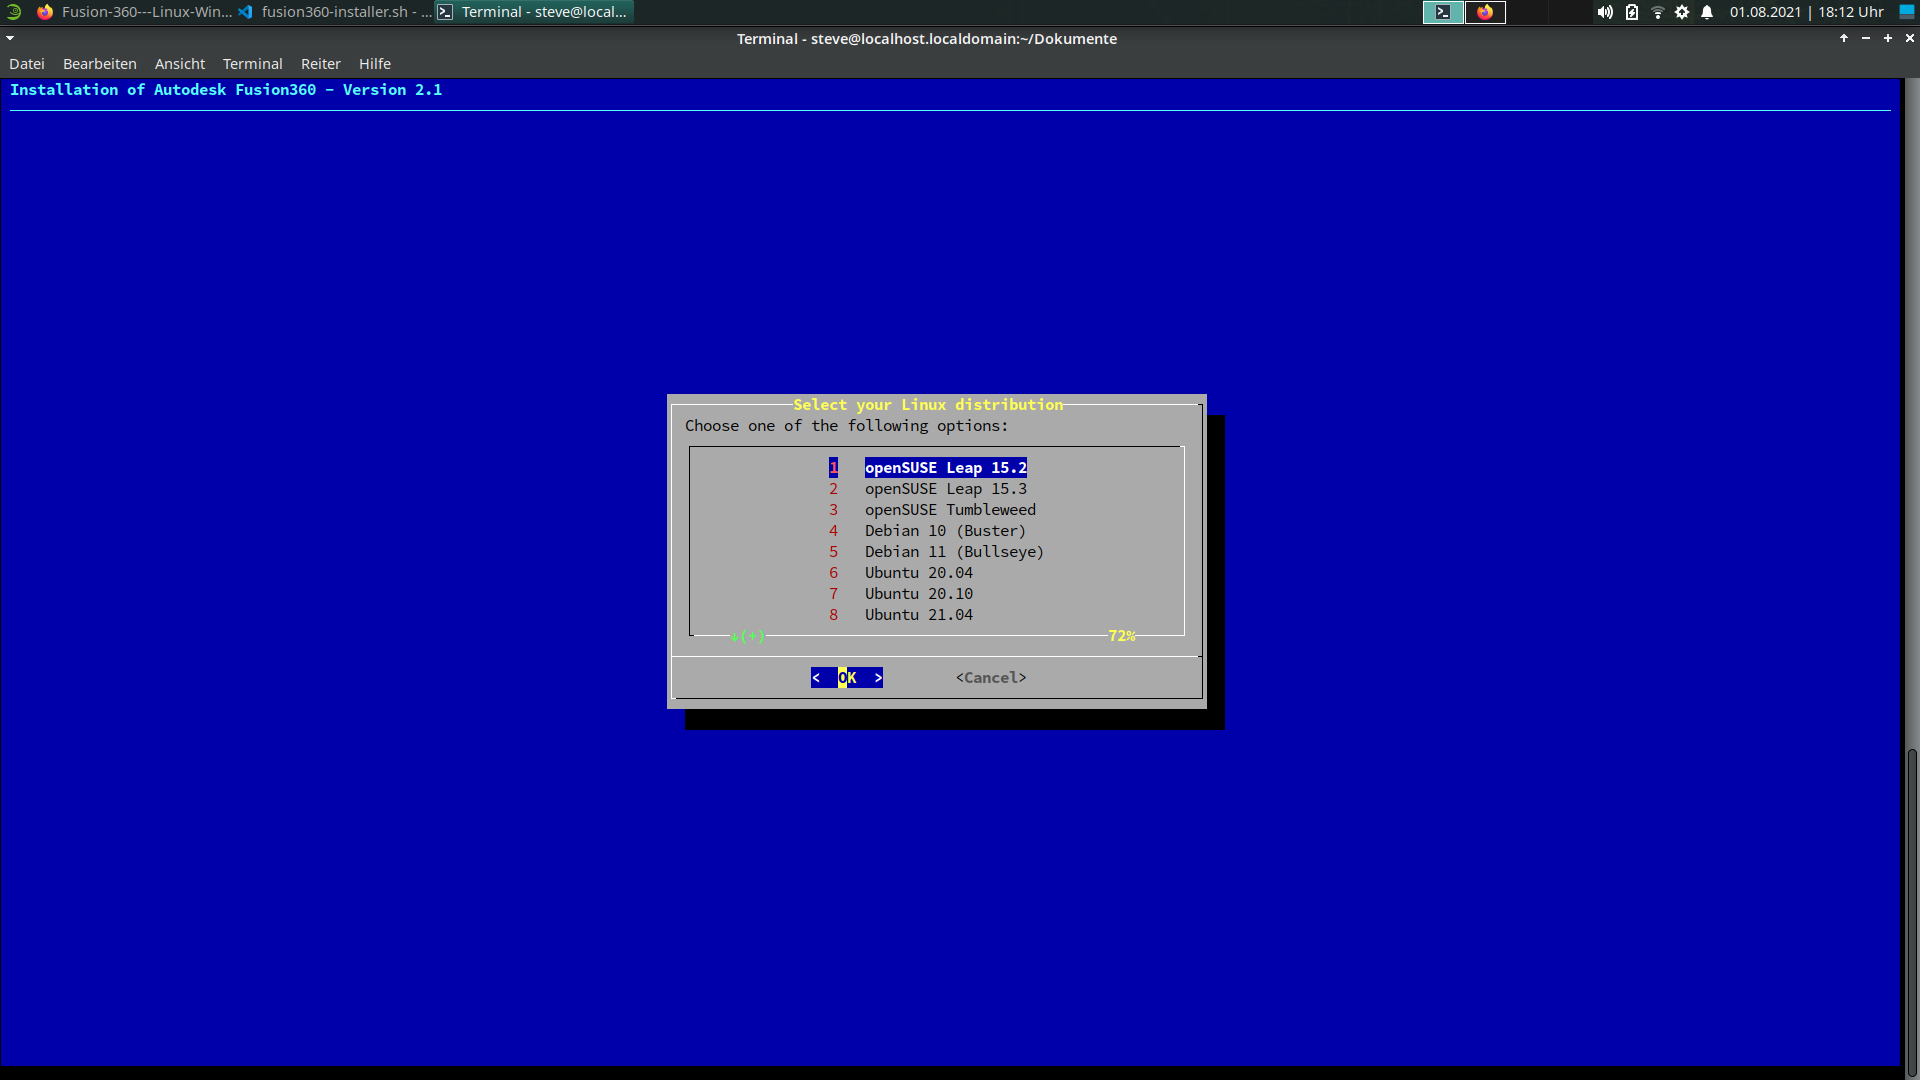 Fusion-360---Linux-Win... fusion360-installer.sh - ... Terminal - steve@local... 01.08.2021 | 18:12 Uhr
Terminal - steve@localhost.localdomain:~/Dokumente
Datei Bearbeiten Ansicht Terminal Reiter Hilfe
Installation of Autodesk Fusion360 - Version 2.1
Select your Linux distribution
Choose one of the following options:
1 openSUSE Leap 15.2
2 openSUSE Leap 15.3
3 openSUSE Tumbleweed
4 Debian 10 (Buster)
5 Debian 11 (Bullseye)
6 Ubuntu 20.04
7 Ubuntu 20.10
8 Ubuntu 21.04
↓(+) 72%
< OK > <Cancel>